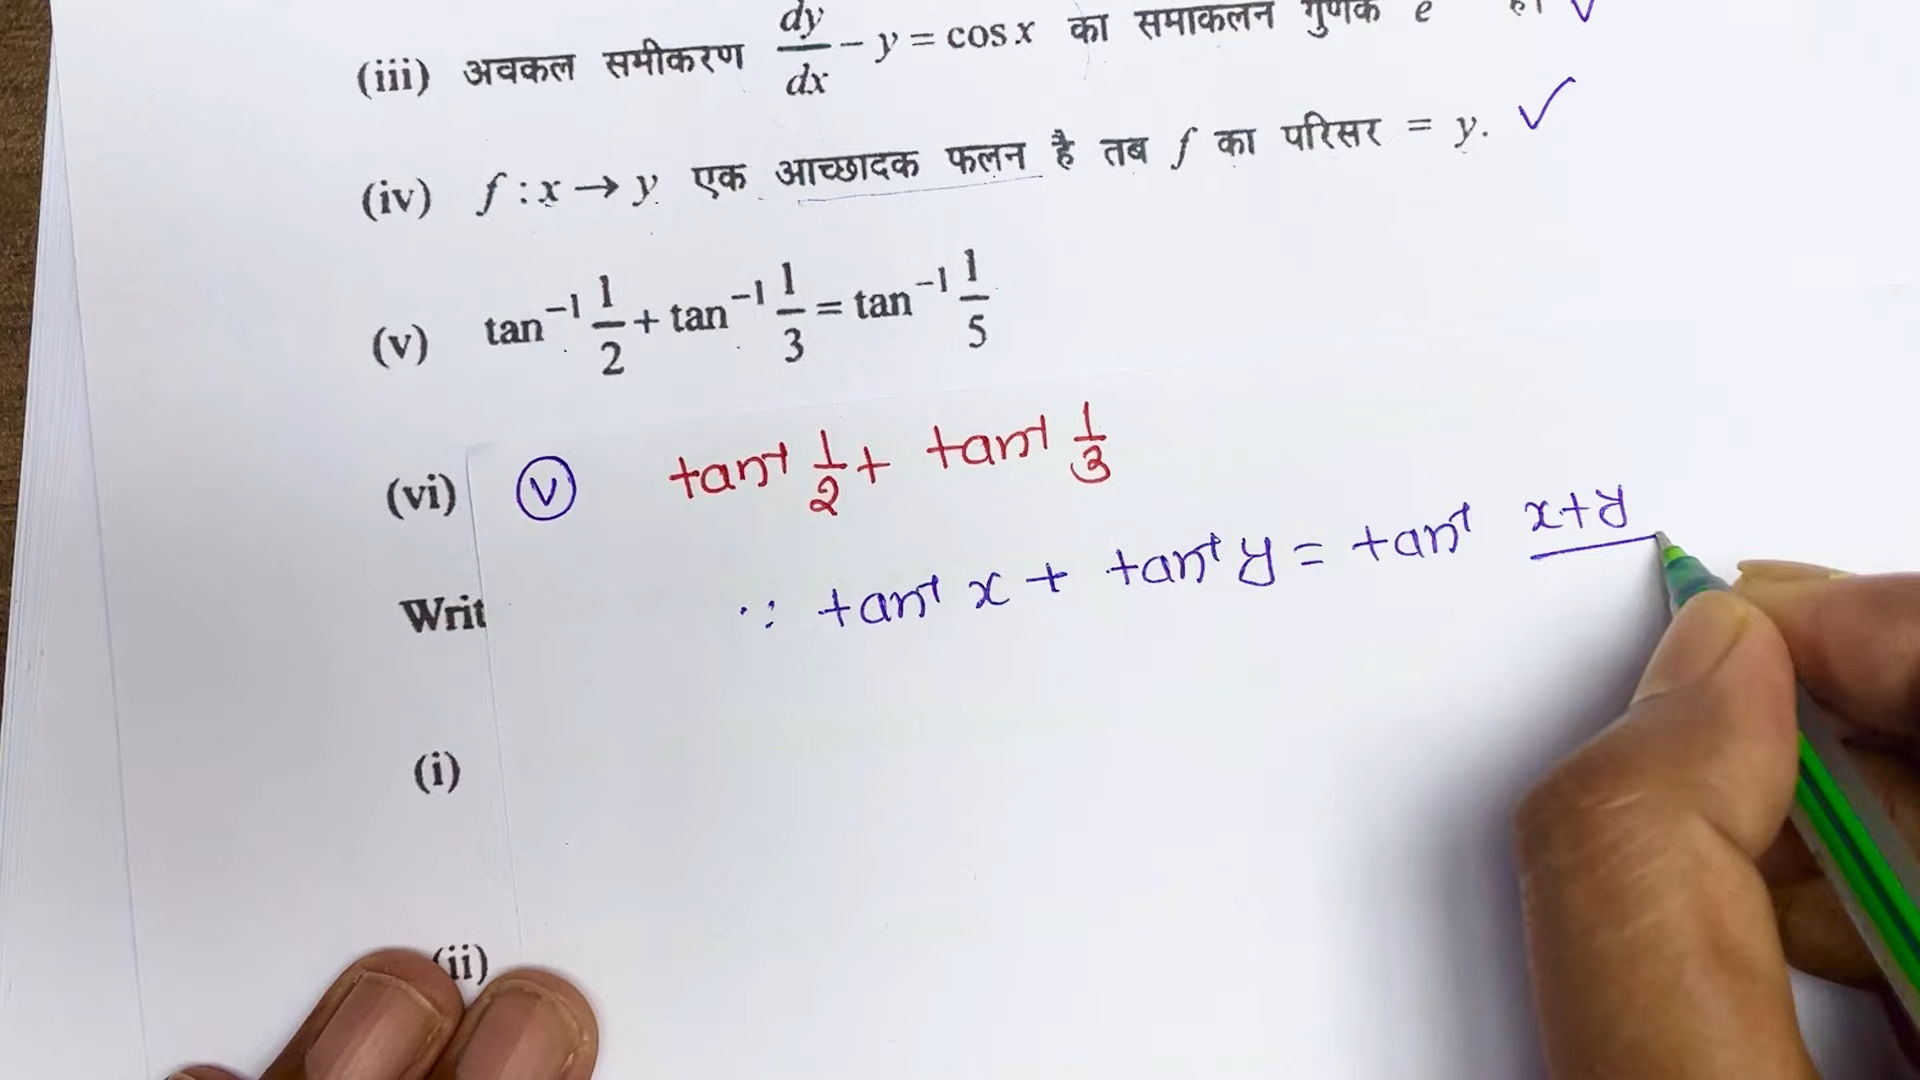 (iii) अवकल समीकरण dy/dx − y = cos x का समाकलन गुणक e
(iv) f : x → y एक आच्छादक फलन है तब f का परिसर = y. ✓
(v) tan⁻¹ 1/2 + tan⁻¹ 1/3 = tan⁻¹ 1/5
(vi) Ⓥ tan⁻¹ 1/2 + tan⁻¹ 1/3
∵ tan⁻¹ x + tan⁻¹ y = tan⁻¹ x+y
Writ
(i)
(ii)